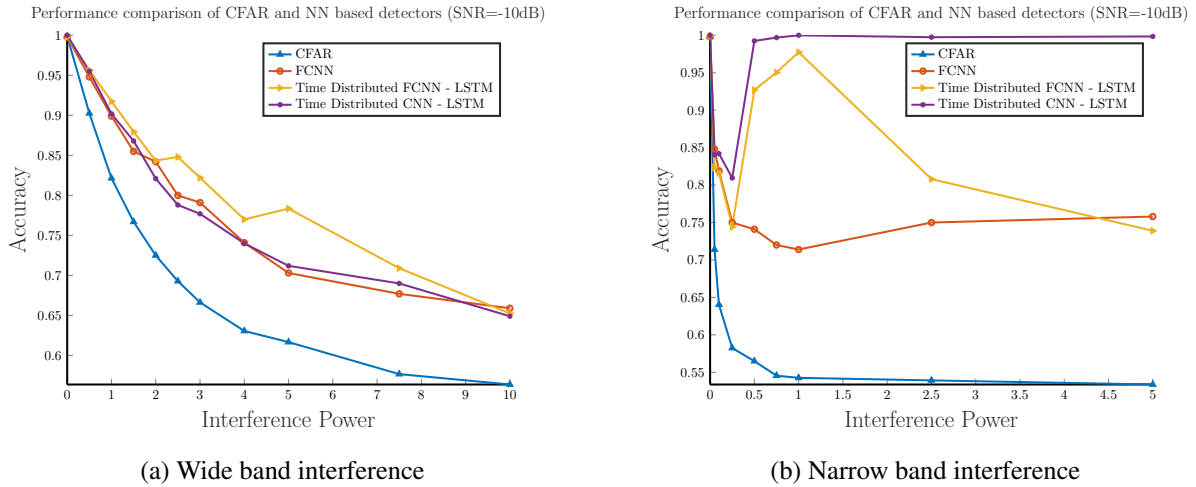 Performance comparison of CFAR and NN based detectors (SNR=-10dB)
1
0.95
0.9
0.85
0.8
0.75
0.7
0.65
0.6
Accuracy
CFAR
FCNN
Time Distributed FCNN - LSTM
Time Distributed CNN - LSTM
0 1 2 3 4 5 6 7 8 9 10
Interference Power
(a) Wide band interference
Performance comparison of CFAR and NN based detectors (SNR=-10dB)
1
0.95
0.9
0.85
0.8
0.75
0.7
0.65
0.6
0.55
Accuracy
CFAR
FCNN
Time Distributed FCNN - LSTM
Time Distributed CNN - LSTM
0 0.5 1 1.5 2 2.5 3 3.5 4 4.5 5
Interference Power
(b) Narrow band interference